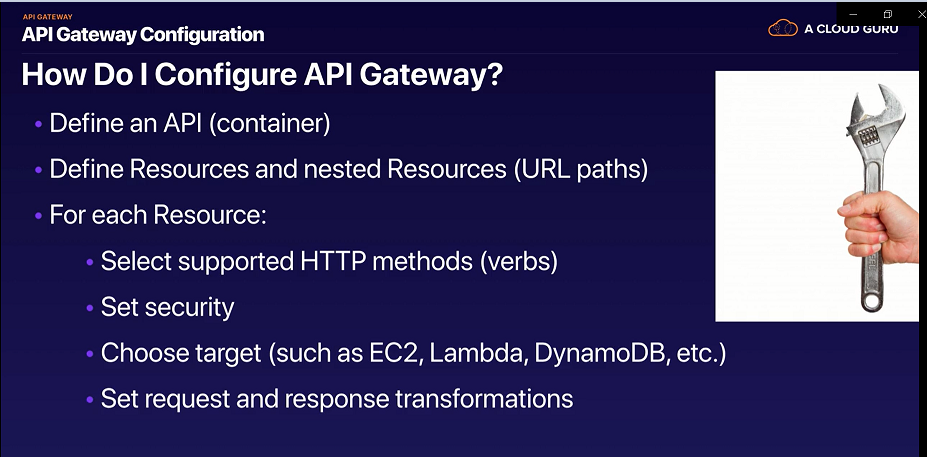 API GATEWAY
API Gateway Configuration
A CLOUD GURU
How Do I Configure API Gateway?
• Define an API (container)
• Define Resources and nested Resources (URL paths)
• For each Resource:
• Select supported HTTP methods (verbs)
• Set security
• Choose target (such as EC2, Lambda, DynamoDB, etc.)
• Set request and response transformations